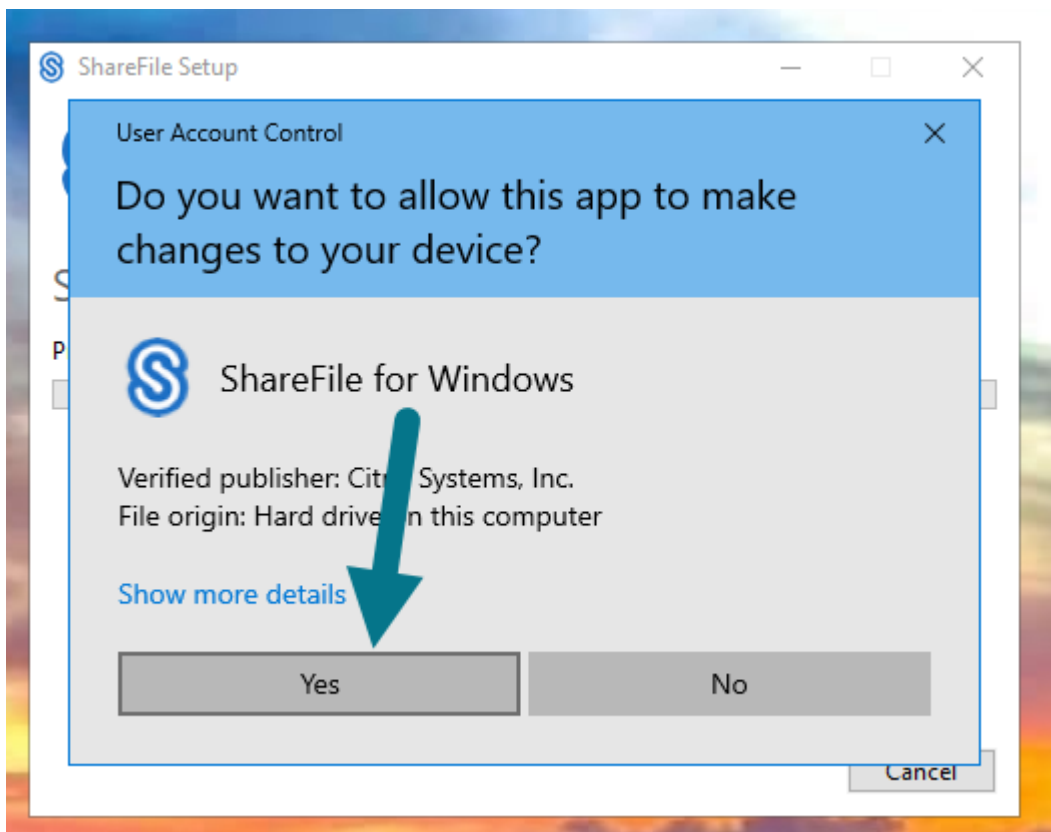 ShareFile Setup
User Account Control
Do you want to allow this app to make
changes to your device?
S
P
ShareFile for Windows
Verified publisher: Cit Systems, Inc.
File origin: Hard drive n this computer
Show more details
Yes
No
Cancel